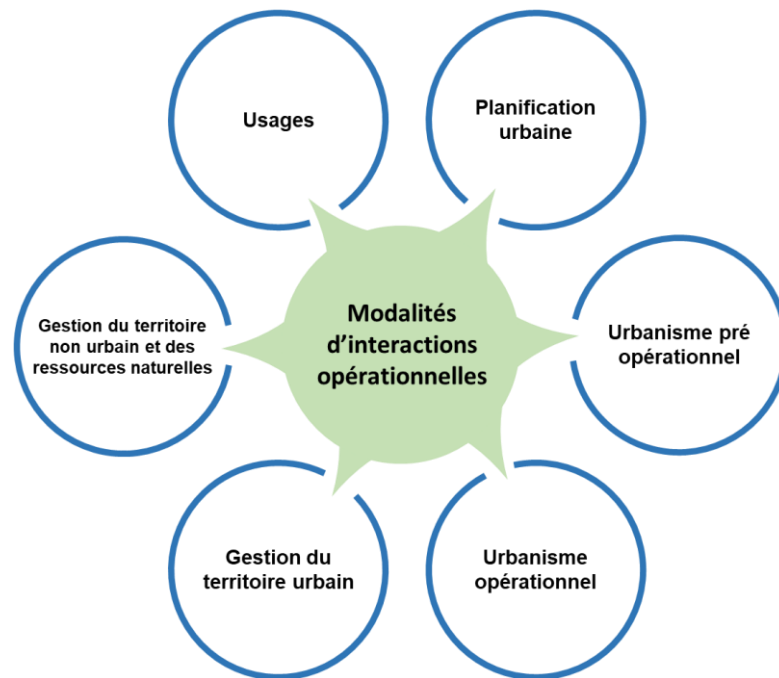 Usages
Planification
urbaine
Gestion du territoire
non urbain et des
ressources naturelles
Modalités
d’interactions
opérationnelles
Urbanisme pré
opérationnel
Gestion du
territoire urbain
Urbanisme
opérationnel